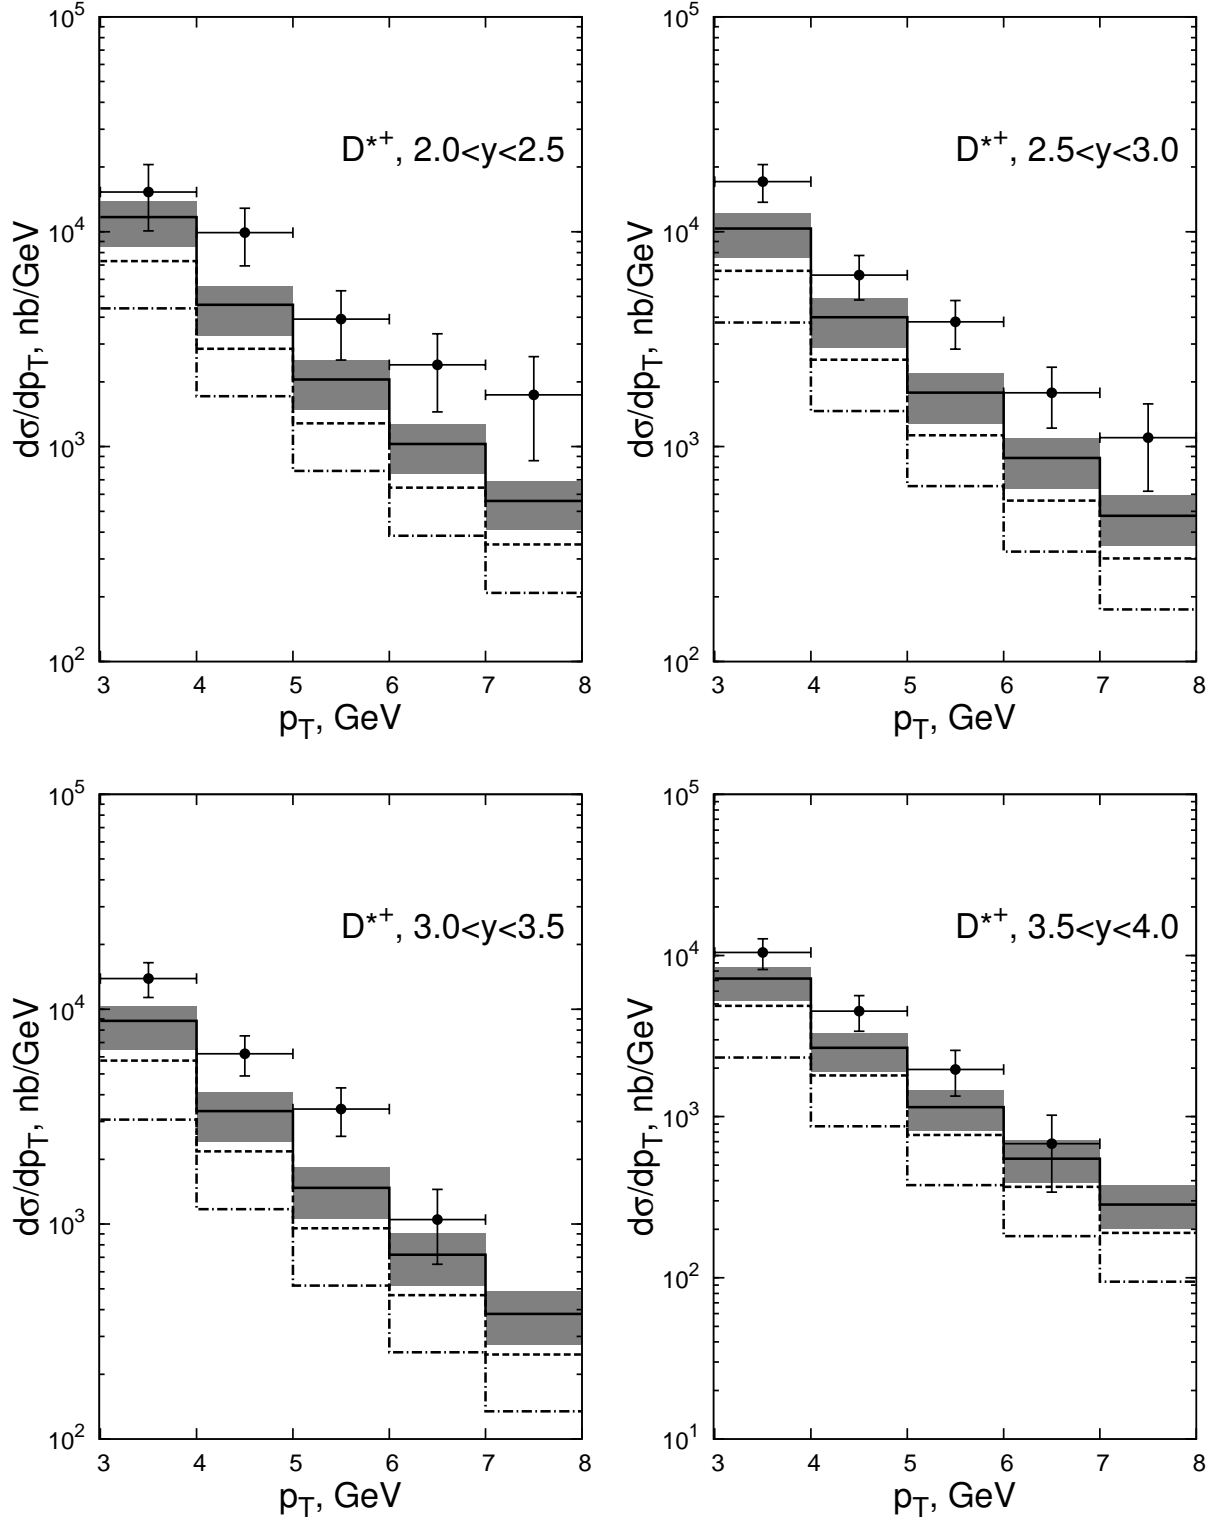 10^5
10^4
10^3
10^2
dσ/dp_T, nb/GeV
D*+, 2.0<y<2.5
3 4 5 6 7 8
p_T, GeV
10^5
10^4
10^3
10^2
dσ/dp_T, nb/GeV
D*+, 2.5<y<3.0
3 4 5 6 7 8
p_T, GeV
10^5
10^4
10^3
10^2
dσ/dp_T, nb/GeV
D*+, 3.0<y<3.5
3 4 5 6 7 8
p_T, GeV
10^5
10^4
10^3
10^2
10^1
dσ/dp_T, nb/GeV
D*+, 3.5<y<4.0
3 4 5 6 7 8
p_T, GeV